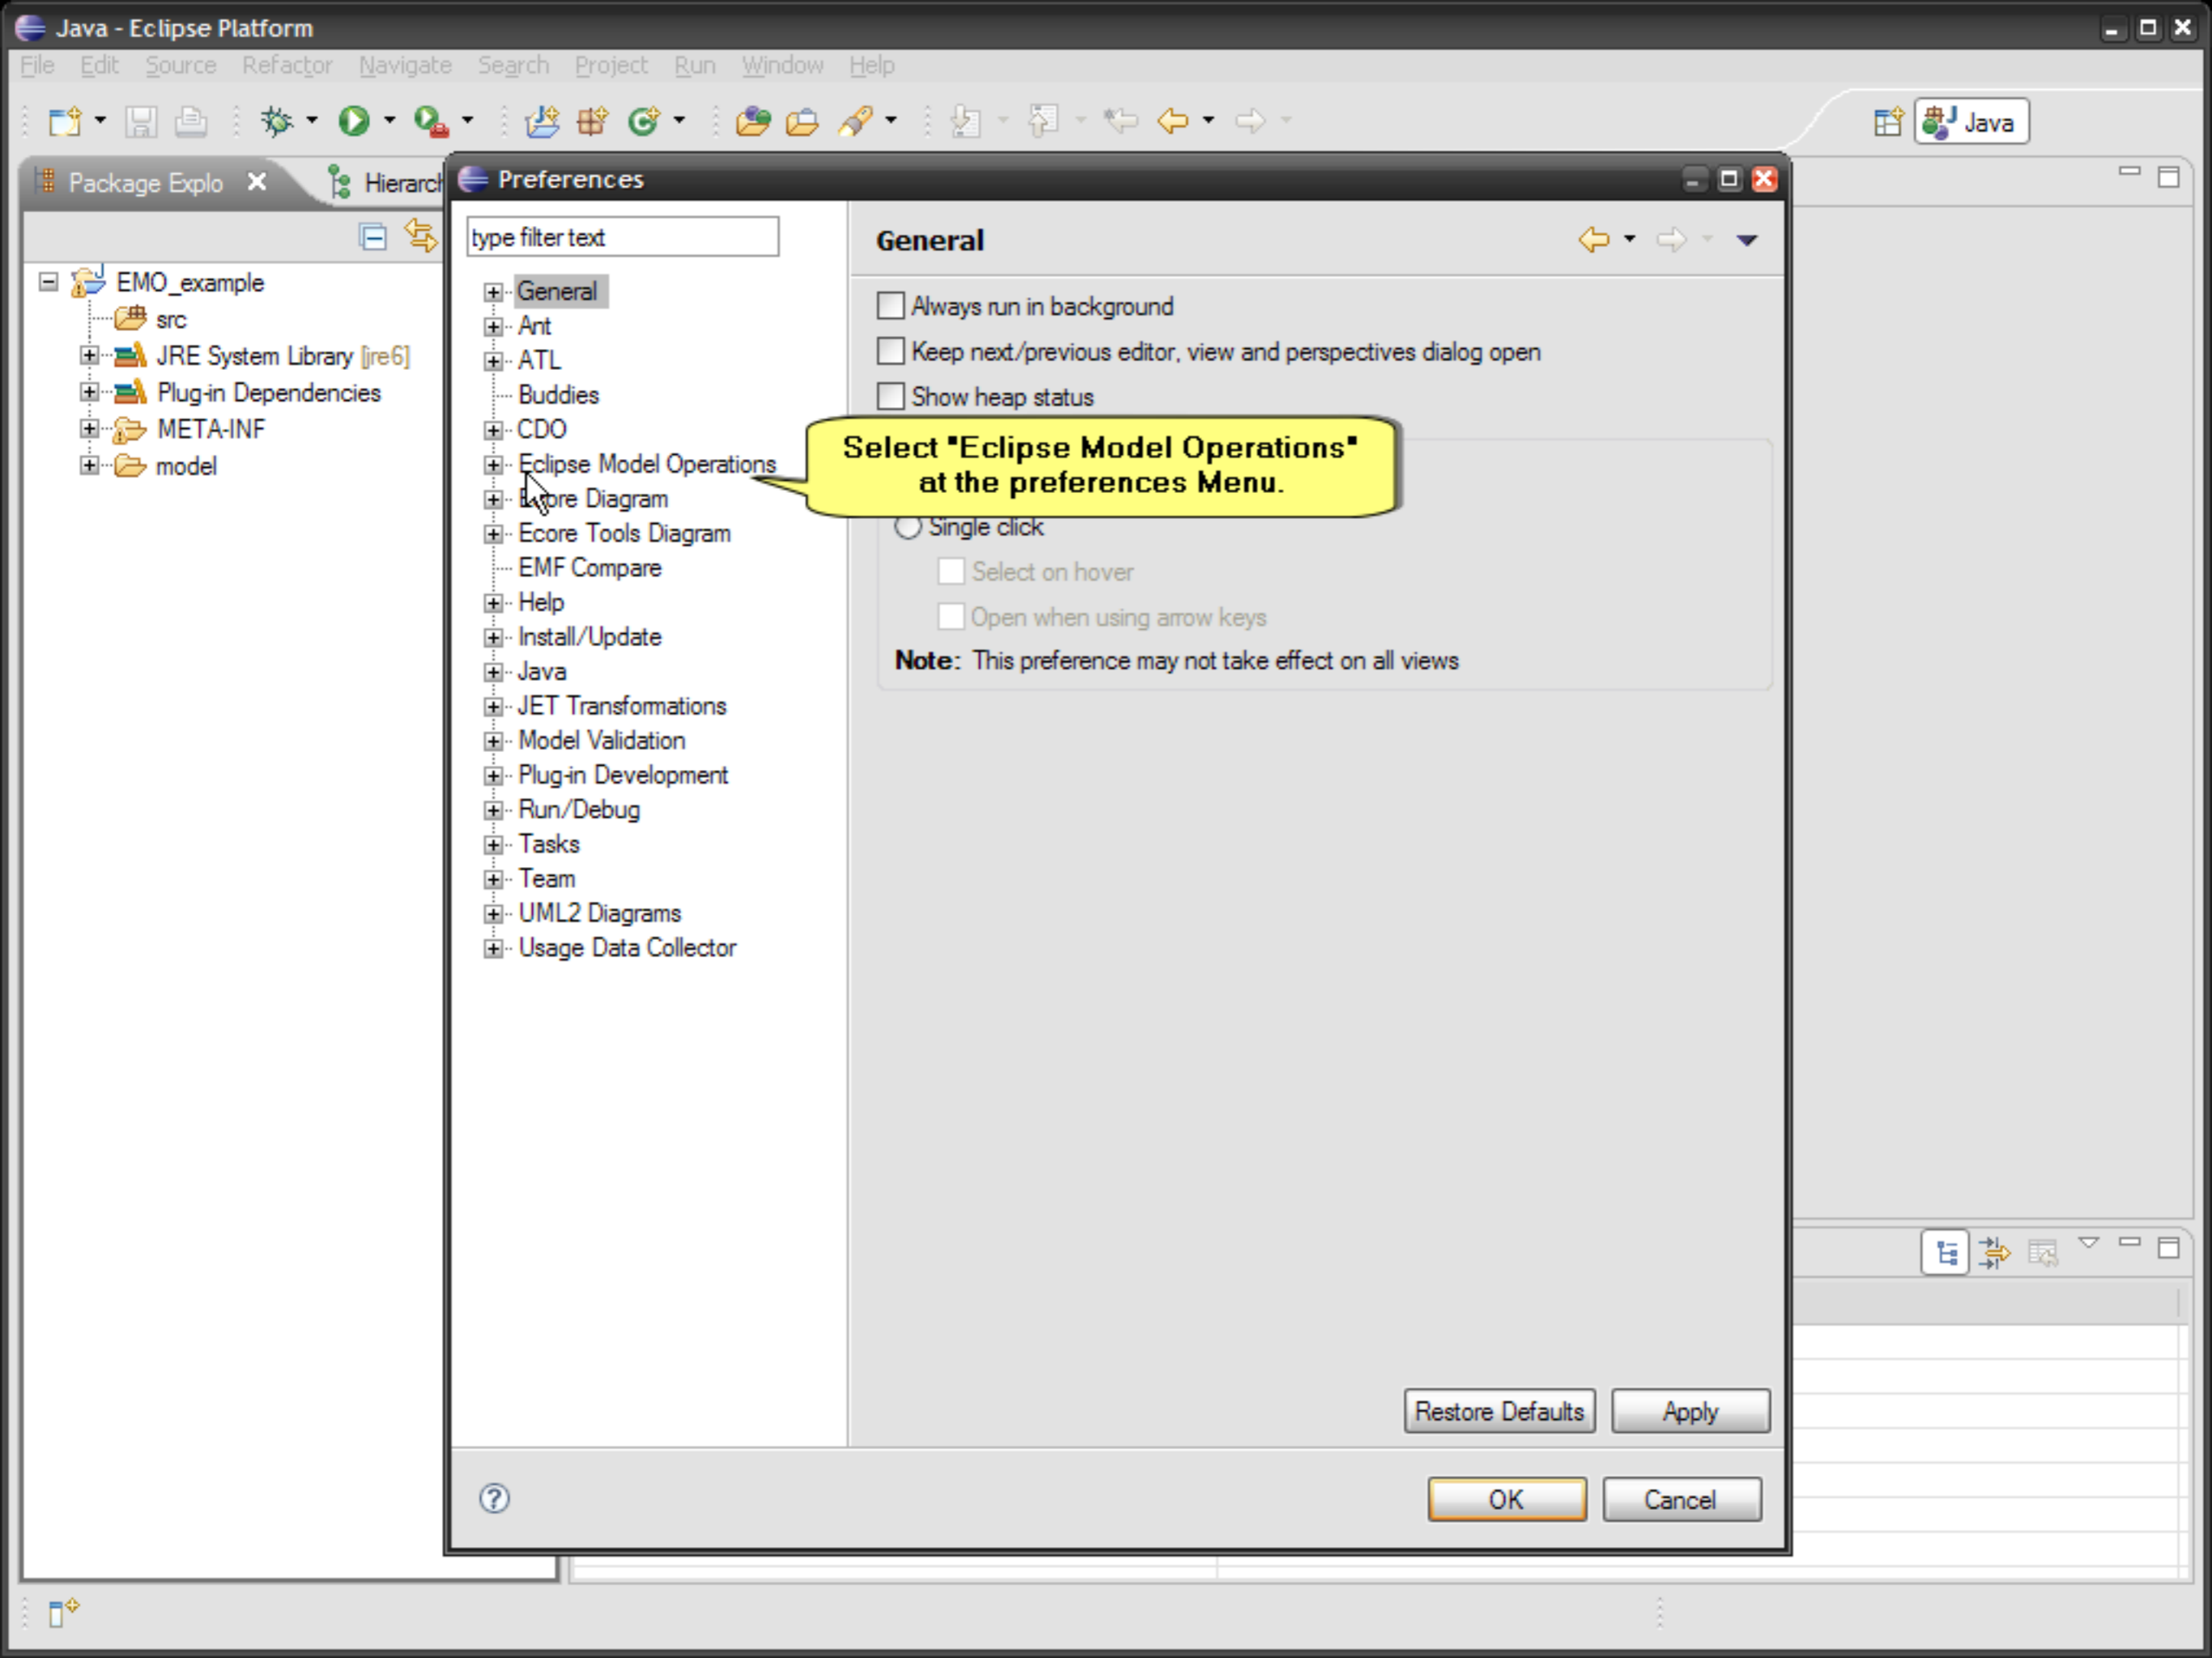 Java - Eclipse Platform
File Edit Source Refactor Navigate Search Project Run Window Help
Java
Package Explo
Hierarch
EMO_example
src
JRE System Library [jre6]
Plug-in Dependencies
META-INF
model
Preferences
type filter text
General
Ant
ATL
Buddies
CDO
Eclipse Model Operations
Ecore Diagram
Ecore Tools Diagram
EMF Compare
Help
Install/Update
Java
JET Transformations
Model Validation
Plug-in Development
Run/Debug
Tasks
Team
UML2 Diagrams
Usage Data Collector
General
Always run in background
Keep next/previous editor, view and perspectives dialog open
Show heap status
Select "Eclipse Model Operations"
at the preferences Menu.
Single click
Select on hover
Open when using arrow keys
Note: This preference may not take effect on all views
Restore Defaults Apply
OK Cancel